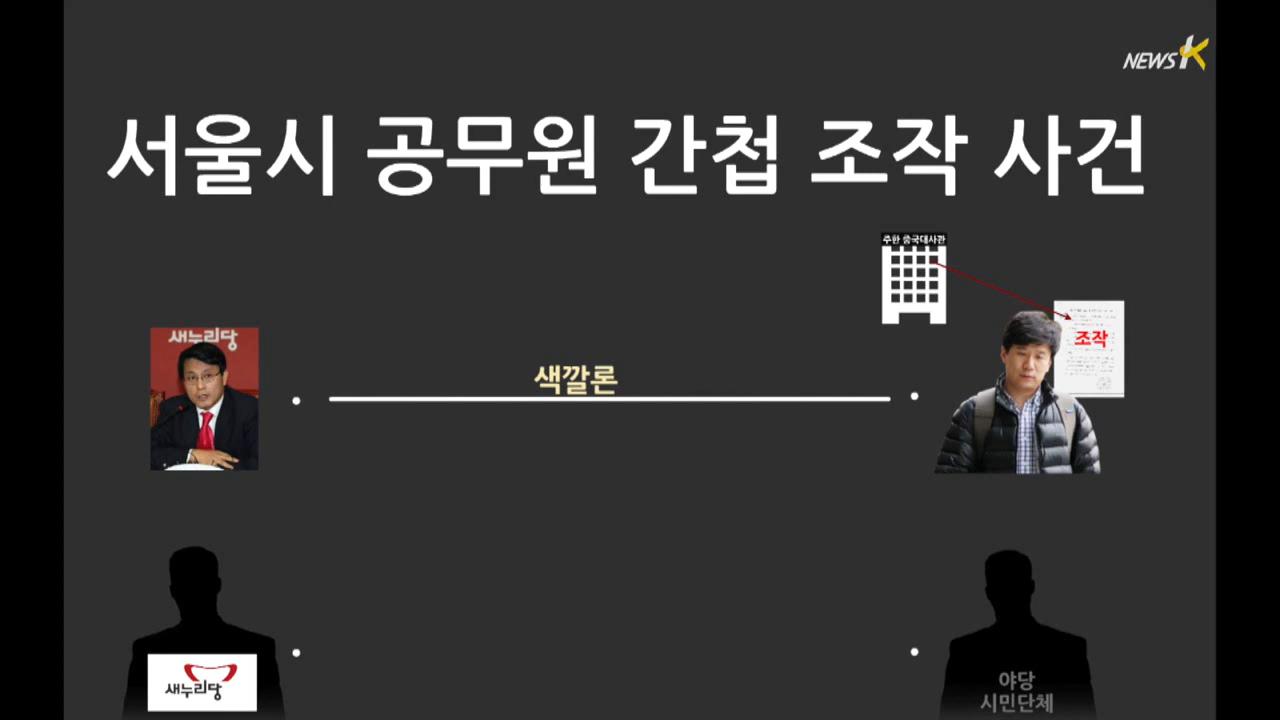 NEWS K
서울시 공무원 간첩 조작 사건
주한 중국대사관
새누리당
조작
색깔론
새누리당
야당
시민단체